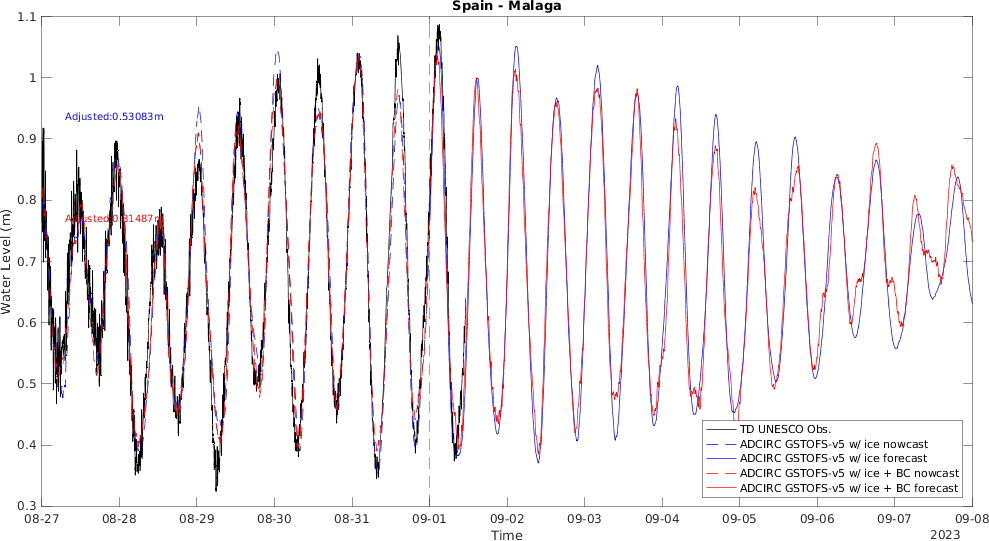 Spain - Malaga
1.1
1
0.9
0.8
0.7
0.6
0.5
0.4
0.3
Water Level (m)
Adjusted:0.53083m
Adjusted:0.31487m
TD UNESCO Obs.
ADCIRC GSTOFS-v5 w/ ice nowcast
ADCIRC GSTOFS-v5 w/ ice forecast
ADCIRC GSTOFS-v5 w/ ice + BC nowcast
ADCIRC GSTOFS-v5 w/ ice + BC forecast
08-27 08-28 08-29 08-30 08-31 09-01 09-02 09-03 09-04 09-05 09-06 09-07 09-08
Time
2023